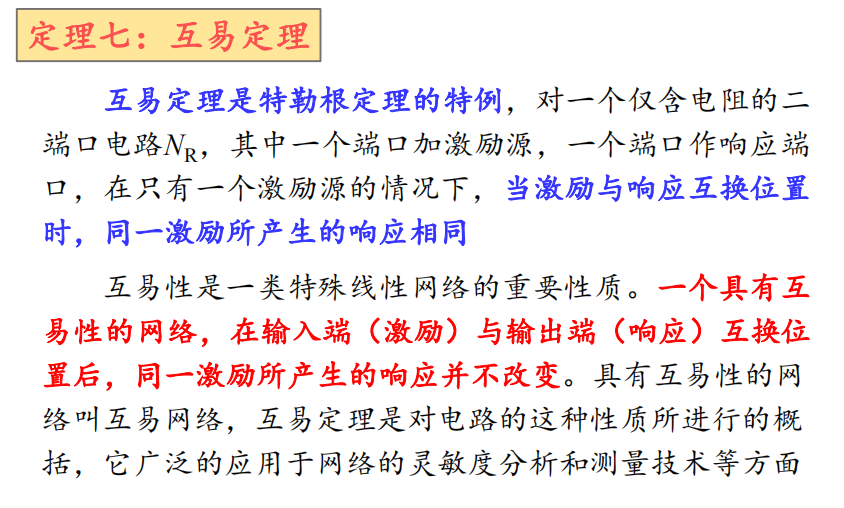 定理七：互易定理
互易定理是特勒根定理的特例，对一个仅含电阻的二
端口电路NR，其中一个端口加激励源，一个端口作响应端
口，在只有一个激励源的情况下，当激励与响应互换位置
时，同一激励所产生的响应相同
互易性是一类特殊线性网络的重要性质。一个具有互
易性的网络，在输入端（激励）与输出端（响应）互换位
置后，同一激励所产生的响应并不改变。具有互易性的网
络叫互易网络，互易定理是对电路的这种性质所进行的概
括，它广泛的应用于网络的灵敏度分析和测量技术等方面